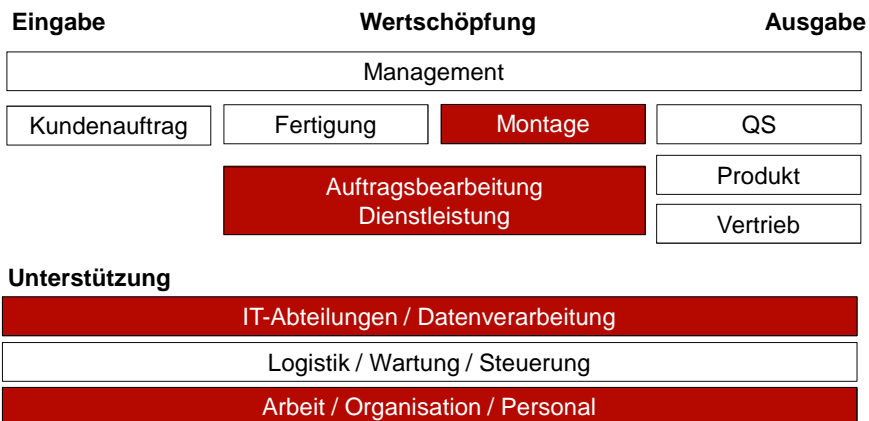 Eingabe
Wertschöpfung
Ausgabe
Management
Kundenauftrag
Fertigung
Montage
QS
Auftragsbearbeitung
Dienstleistung
Produkt
Vertrieb
Unterstützung
IT-Abteilungen / Datenverarbeitung
Logistik / Wartung / Steuerung
Arbeit / Organisation / Personal